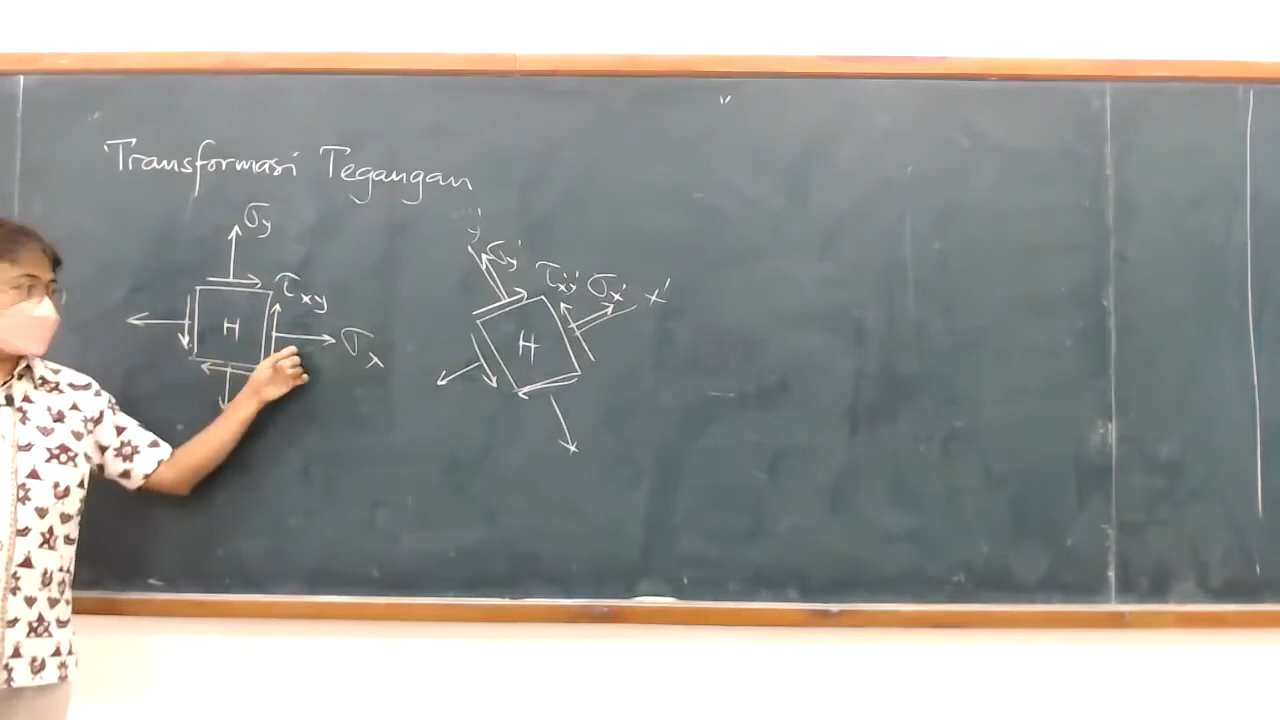 Transformasi Tegangan
σy
τxy
H
σx
y'
σy'
τx'y'
σx'
x'
H